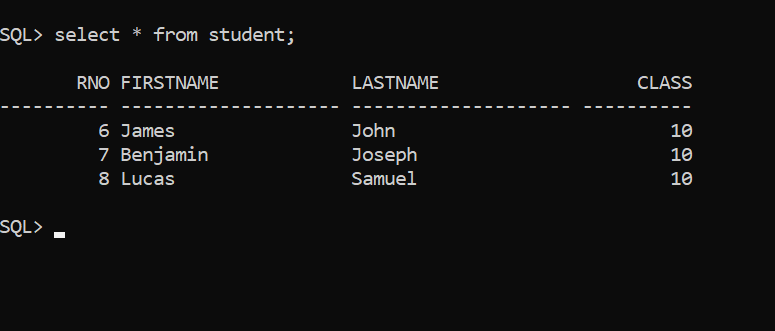 SQL> select * from student;
RNO FIRSTNAME LASTNAME CLASS
---------- -------------------- -------------------- ----------
6 James John 10
7 Benjamin Joseph 10
8 Lucas Samuel 10
SQL>